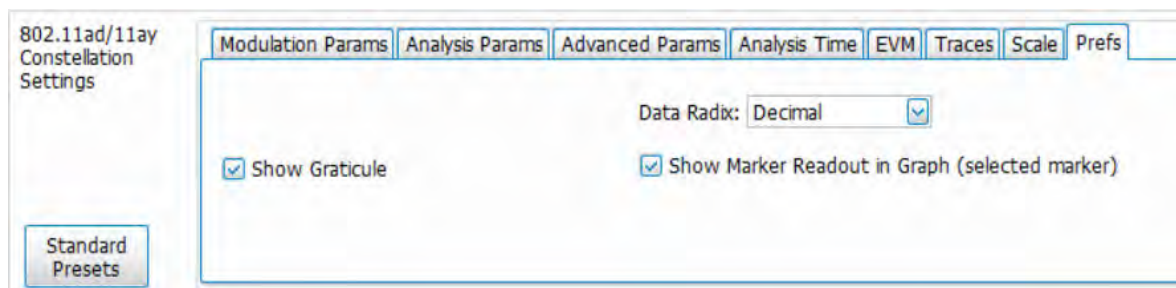 802.11ad/11ay
Constellation
Settings
Modulation Params Analysis Params Advanced Params Analysis Time EVM Traces Scale Prefs
Data Radix: Decimal
Show Graticule
Show Marker Readout in Graph (selected marker)
Standard
Presets